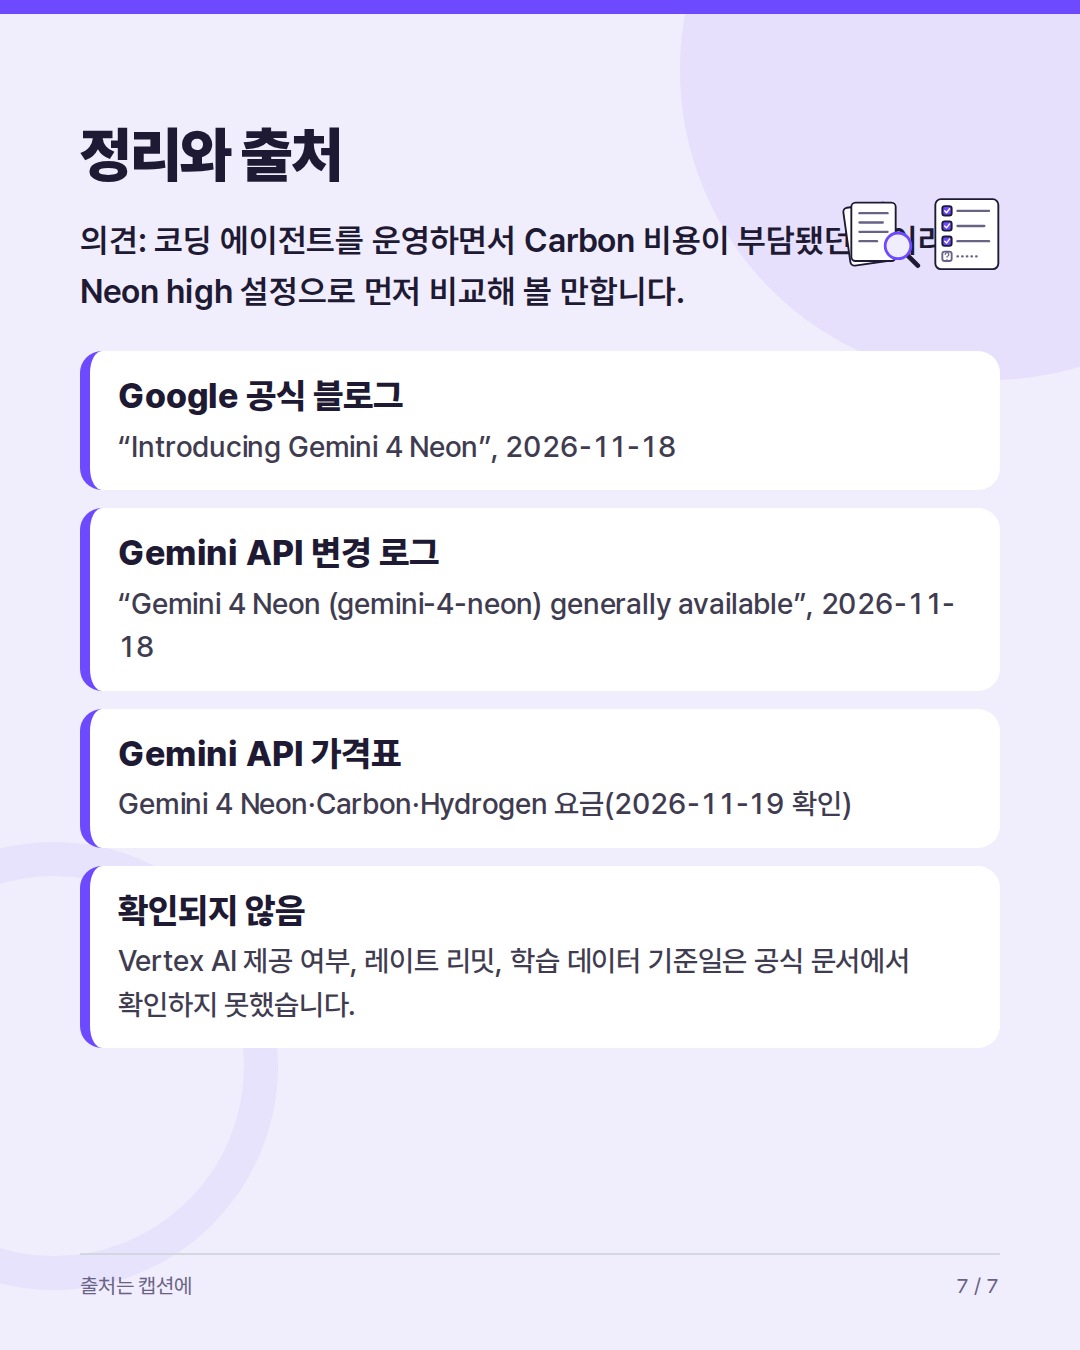 정리와 출처
의견: 코딩 에이전트를 운영하면서 Carbon 비용이 부담됐던
Neon high 설정으로 먼저 비교해 볼 만합니다.
Google 공식 블로그
“Introducing Gemini 4 Neon”, 2026-11-18
Gemini API 변경 로그
“Gemini 4 Neon (gemini-4-neon) generally available”, 2026-11-
18
Gemini API 가격표
Gemini 4 Neon·Carbon·Hydrogen 요금(2026-11-19 확인)
확인되지 않음
Vertex AI 제공 여부, 레이트 리밋, 학습 데이터 기준일은 공식 문서에서
확인하지 못했습니다.
출처는 캡션에
7 / 7